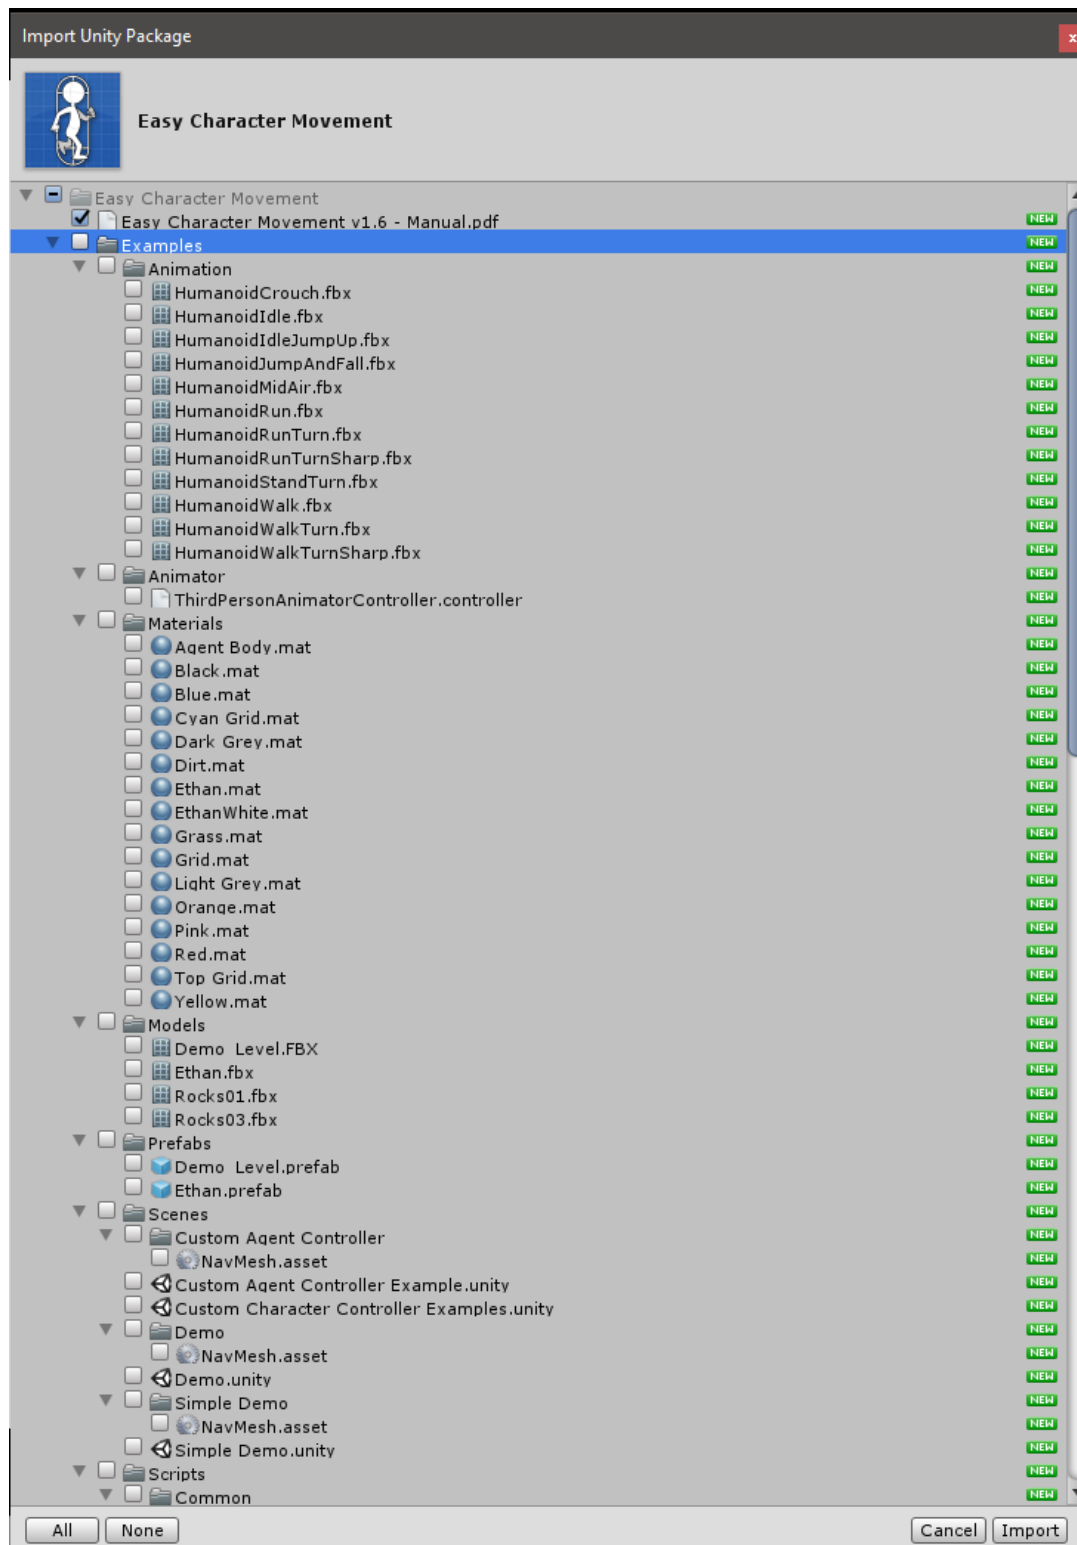 Import Unity Package
x
Easy Character Movement
Easy Character Movement
Easy Character Movement v1.6 - Manual.pdf NEW
Examples NEW
Animation NEW
HumanoidCrouch.fbx NEW
HumanoidIdle.fbx NEW
HumanoidIdleJumpUp.fbx NEW
HumanoidJumpAndFall.fbx NEW
HumanoidMidAir.fbx NEW
HumanoidRun.fbx NEW
HumanoidRunTurn.fbx NEW
HumanoidRunTurnSharp.fbx NEW
HumanoidStandTurn.fbx NEW
HumanoidWalk.fbx NEW
HumanoidWalkTurn.fbx NEW
HumanoidWalkTurnSharp.fbx NEW
Animator NEW
ThirdPersonAnimatorController.controller NEW
Materials NEW
Agent Body.mat NEW
Black.mat NEW
Blue.mat NEW
Cyan Grid.mat NEW
Dark Grey.mat NEW
Dirt.mat NEW
Ethan.mat NEW
EthanWhite.mat NEW
Grass.mat NEW
Grid.mat NEW
Light Grey.mat NEW
Orange.mat NEW
Pink.mat NEW
Red.mat NEW
Top Grid.mat NEW
Yellow.mat NEW
Models NEW
Demo_Level.FBX NEW
Ethan.fbx NEW
Rocks01.fbx NEW
Rocks03.fbx NEW
Prefabs NEW
Demo_Level.prefab NEW
Ethan.prefab NEW
Scenes NEW
Custom Agent Controller NEW
NavMesh.asset NEW
Custom Agent Controller Example.unity NEW
Custom Character Controller Examples.unity NEW
Demo NEW
NavMesh.asset NEW
Demo.unity NEW
Simple Demo NEW
NavMesh.asset NEW
Simple Demo.unity NEW
Scripts NEW
Common NEW
All None Cancel Import